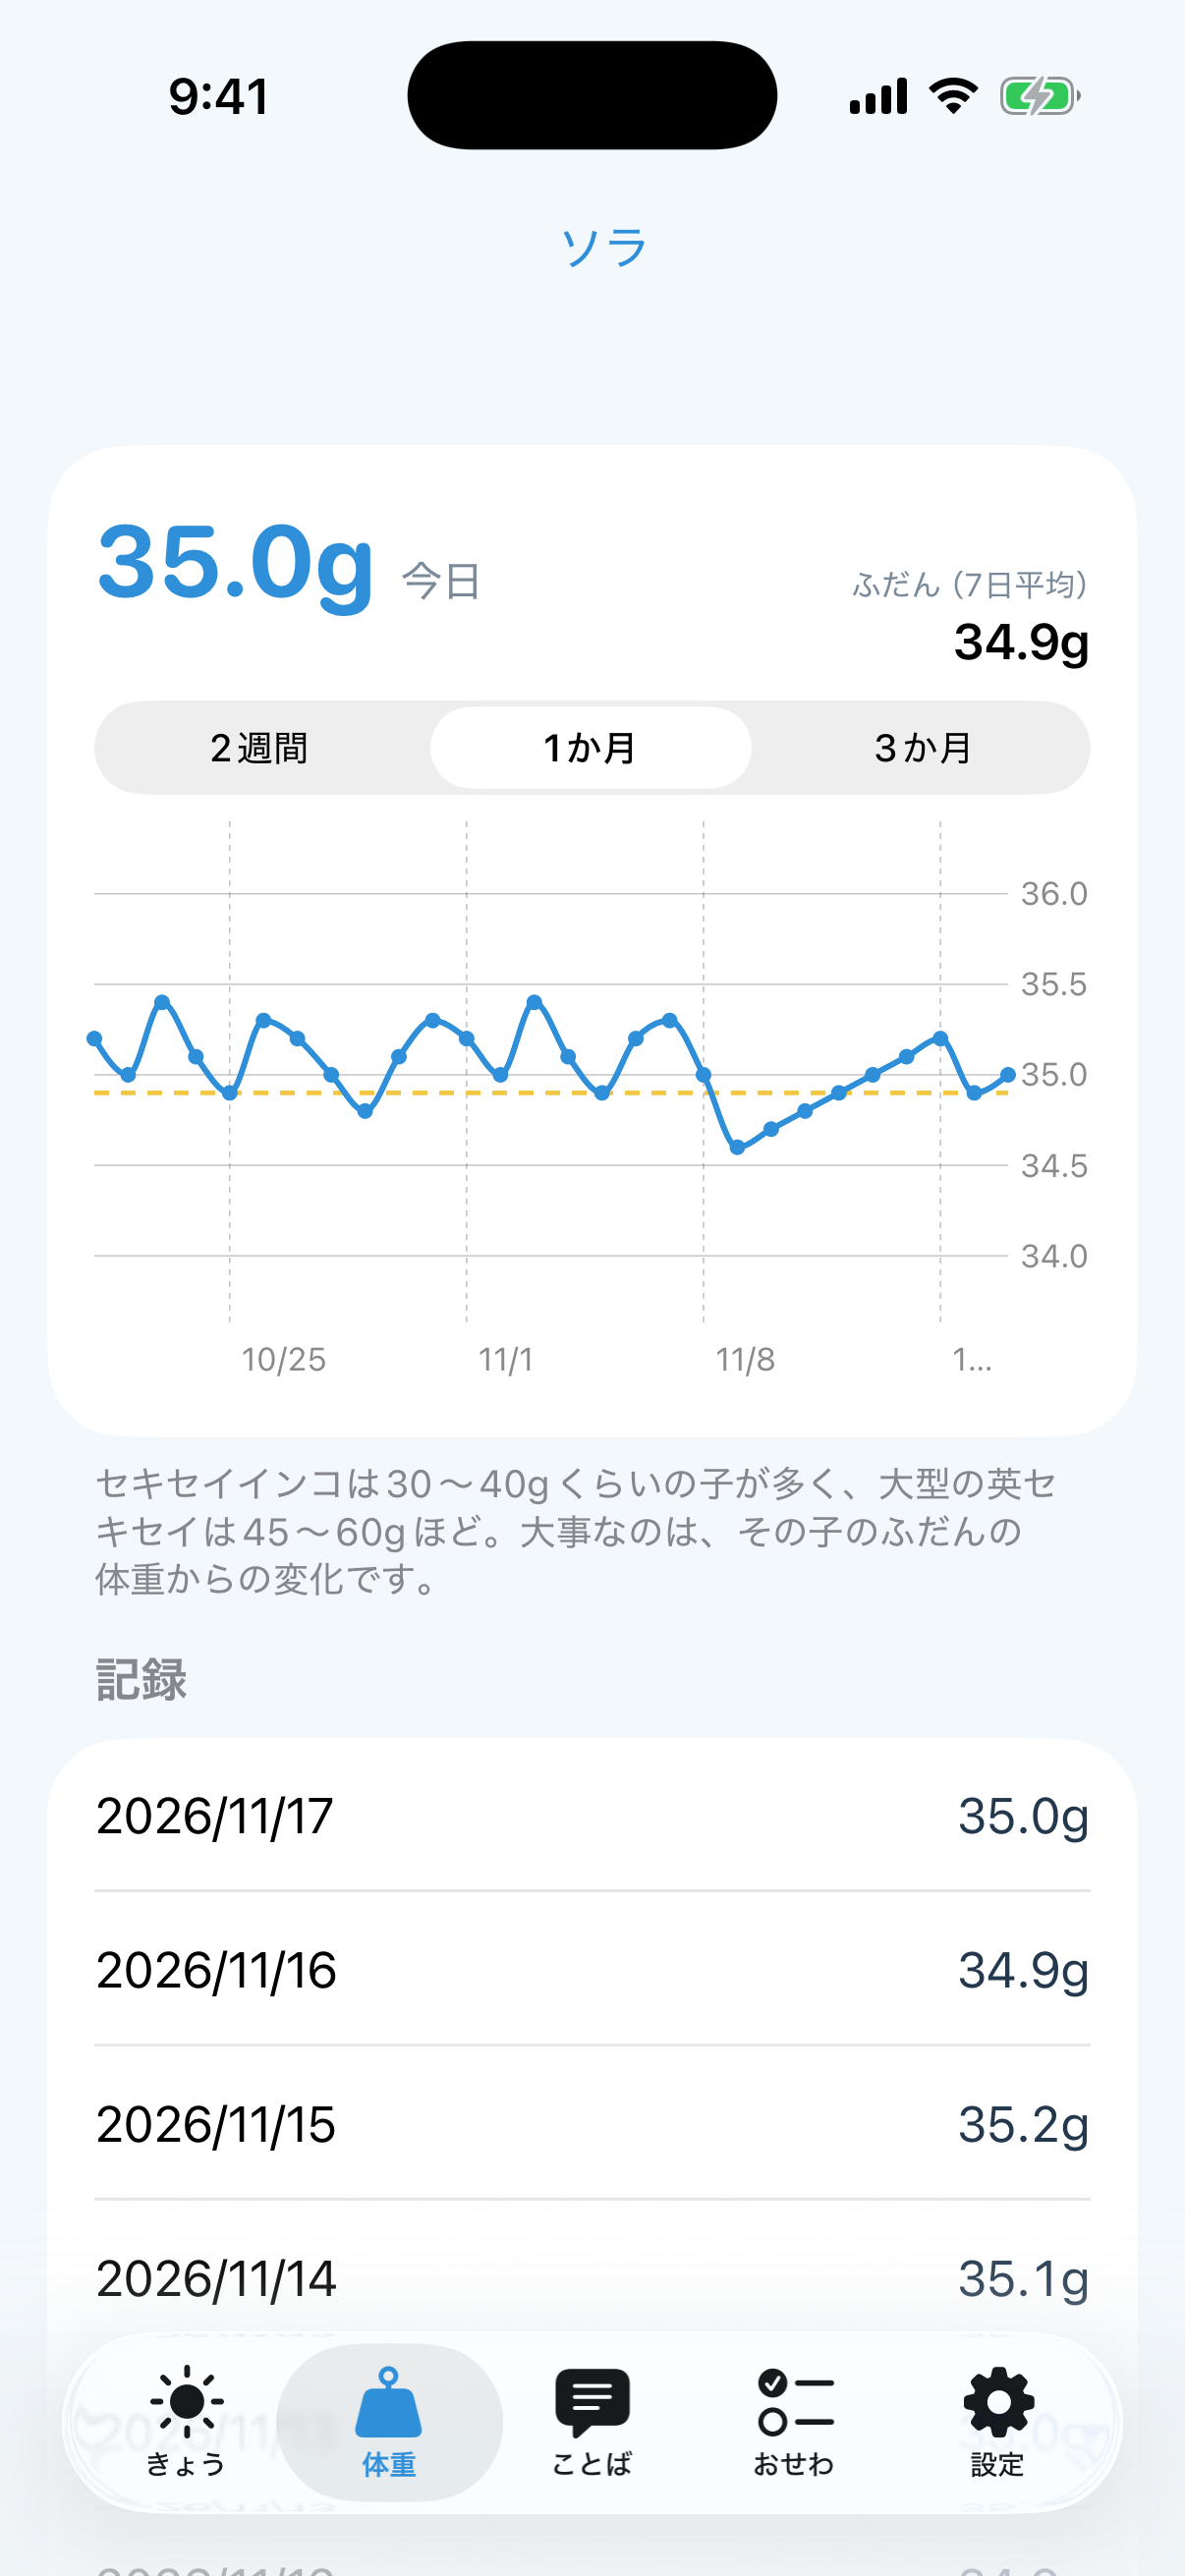 9:41
ソラ
35.0g 今日
ふだん（7日平均）
34.9g
2週間 1か月 3か月
36.0
35.5
35.0
34.5
34.0
10/25 11/1 11/8 1...
セキセイインコは30〜40gくらいの子が多く、大型の英セ
キセイは45〜60gほど。大事なのは、その子のふだんの
体重からの変化です。
記録
2026/11/17 35.0g
2026/11/16 34.9g
2026/11/15 35.2g
2026/11/14 35.1g
きょう 体重 ことば おせわ 設定